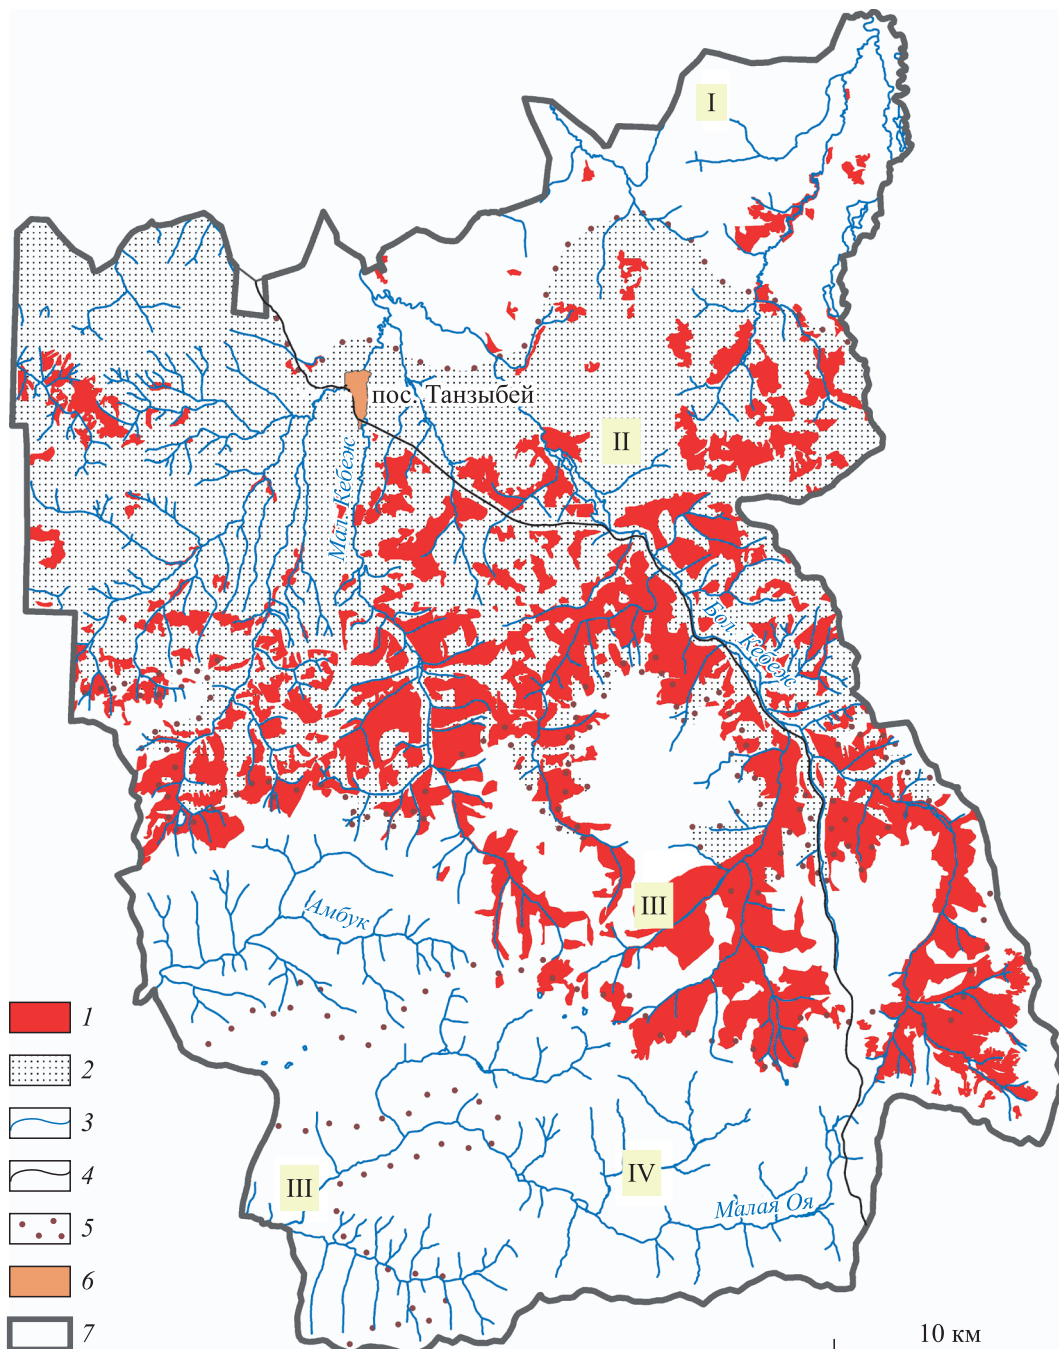 I
пос. Танзыбей
II
Мал. Кебеж
Бол. Кебеж
III
Амбук
1
2
3
4
5
6
7
III
IV
Малая Оя
10 км